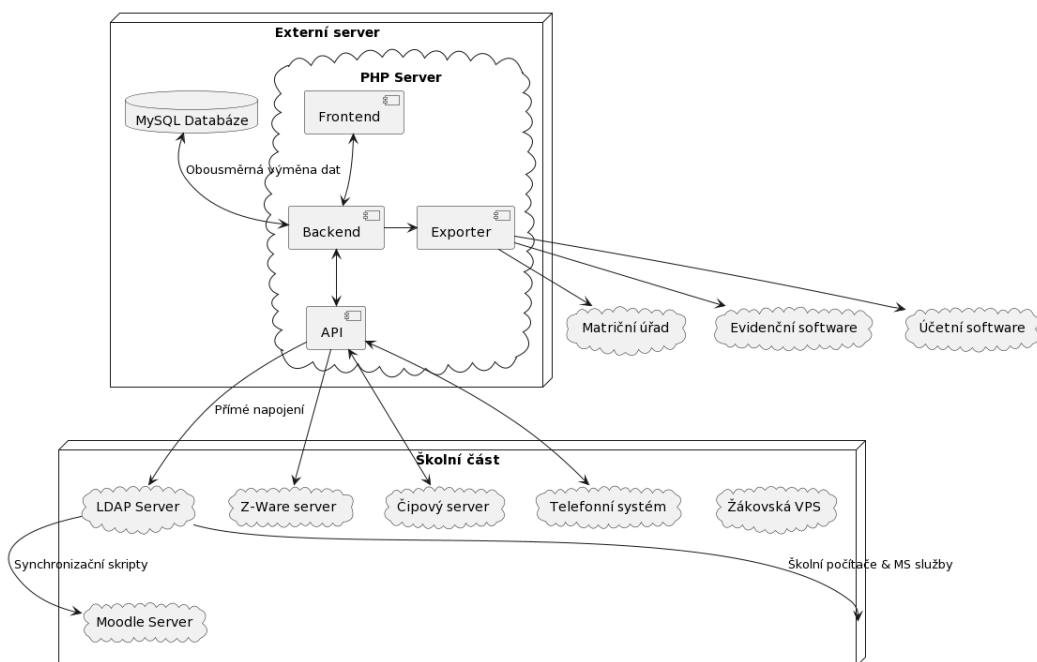 Externí server
PHP Server
MySQL Databáze
Frontend
Obousměrná výměna dat
Backend
Exporter
API
Matriční úřad
Evidenční software
Účetní software
Přímé napojení
Školní část
LDAP Server
Z-Ware server
Čipový server
Telefonní systém
Žákovská VPS
Synchronizační skripty
Školní počítače & MS služby
Moodle Server